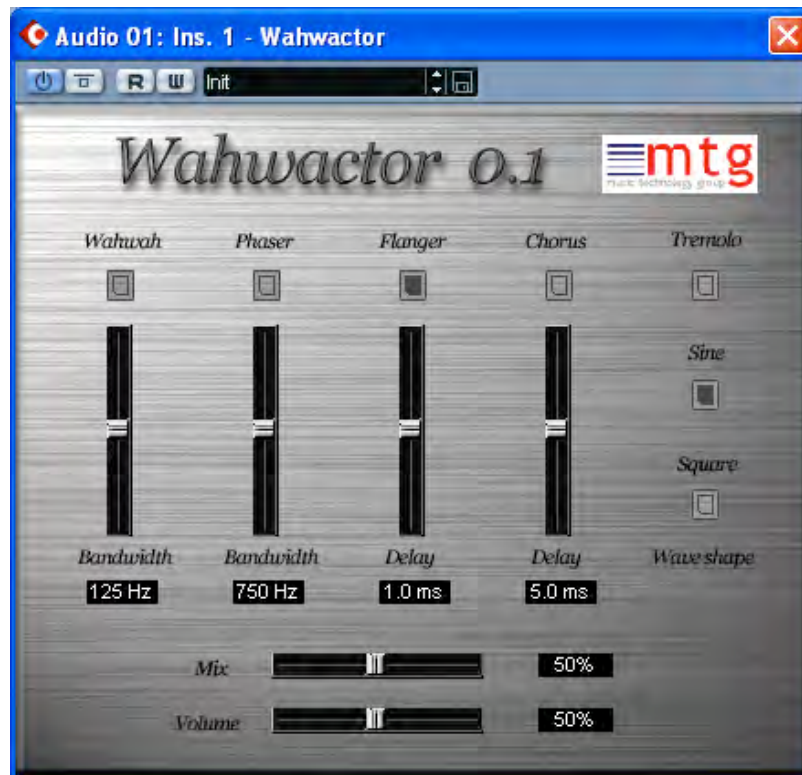 Audio 01: Ins. 1 - Wahwactor
R W Init
Wahwactor 0.1
mtg
music technology group
Wahwah Phaser Flanger Chorus Tremolo
Sine
Square
Bandwidth Bandwidth Delay Delay Wave shape
125 Hz 750 Hz 1.0 ms 5.0 ms
Mix 50%
Volume 50%